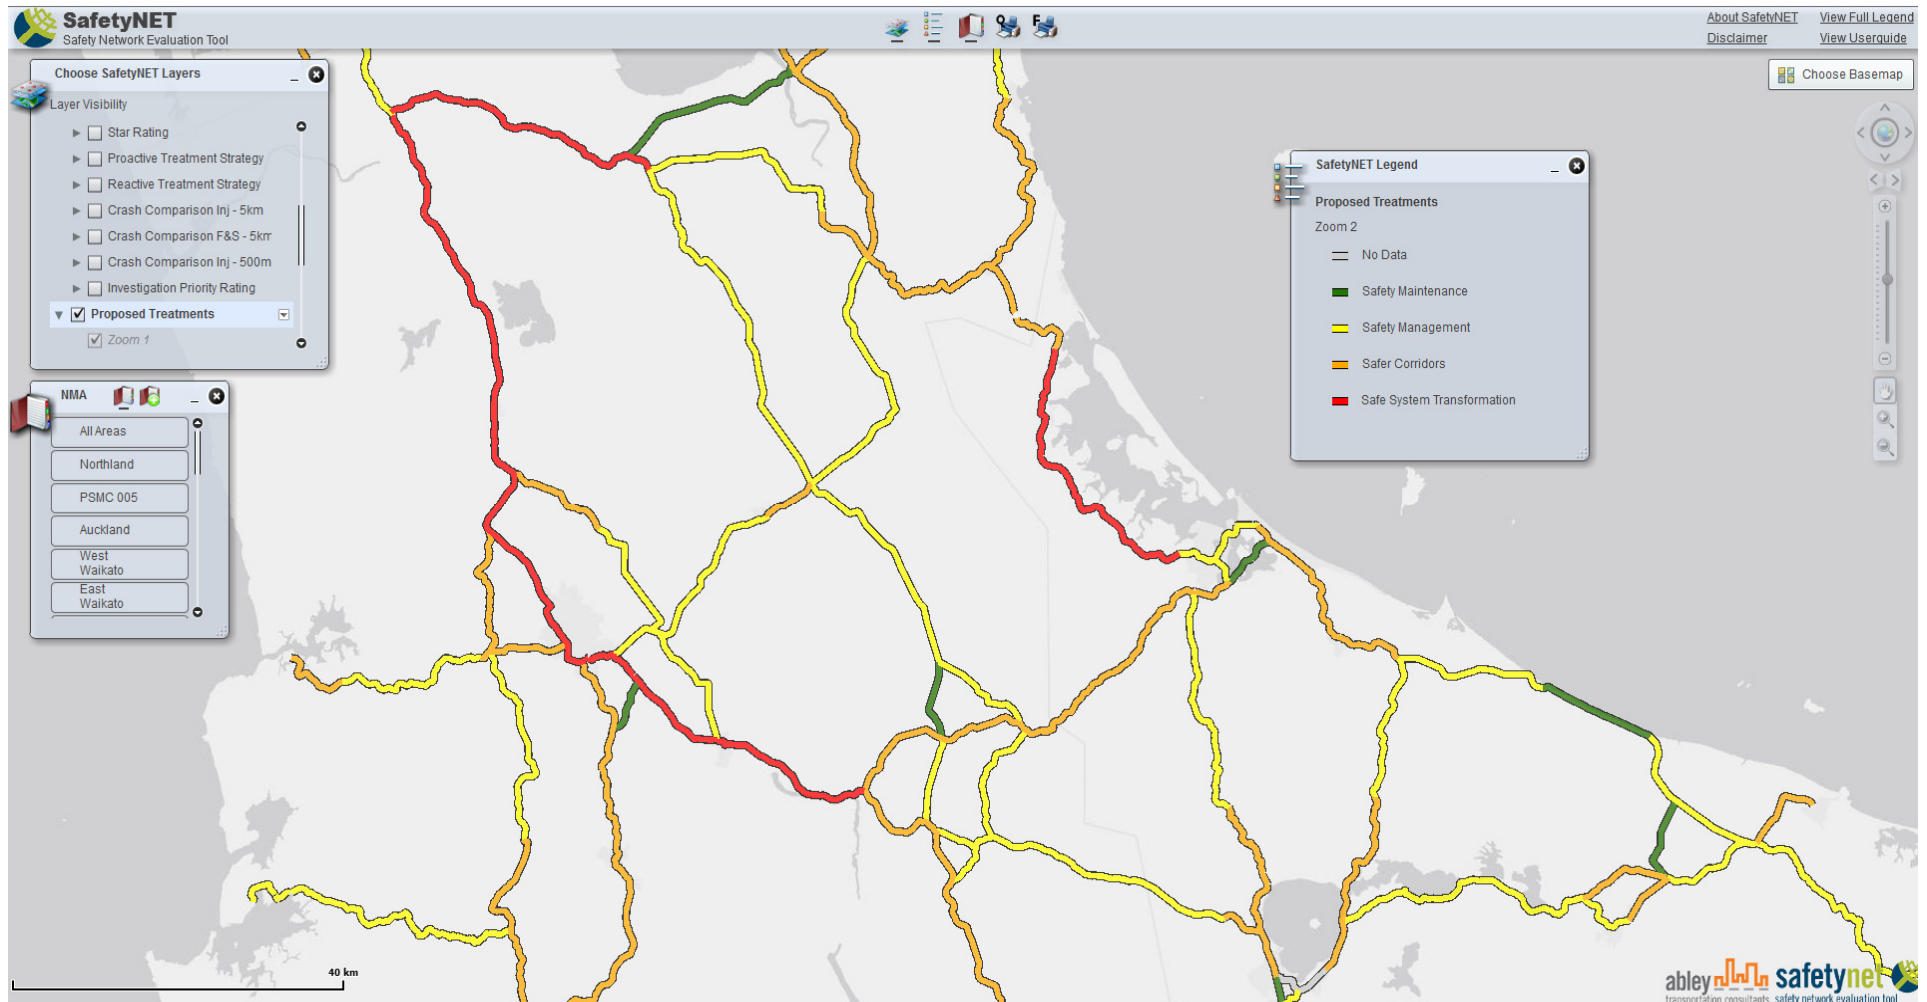 SafetyNET
Safety Network Evaluation Tool
About SafetyNET
View Full Legend
Disclaimer
View Userguide
Choose Basemap
Choose SafetyNET Layers
Layer Visibility
Star Rating
Proactive Treatment Strategy
Reactive Treatment Strategy
Crash Comparison Inj - 5km
Crash Comparison F&S - 5km
Crash Comparison Inj - 500m
Investigation Priority Rating
Proposed Treatments
Zoom 1
NMA
All Areas
Northland
PSMC 005
Auckland
West
Waikato
East
Waikato
SafetyNET Legend
Proposed Treatments
Zoom 2
No Data
Safety Maintenance
Safety Management
Safer Corridors
Safe System Transformation
40 km
abley
transportation consultants
safetynet
safety network evaluation tool